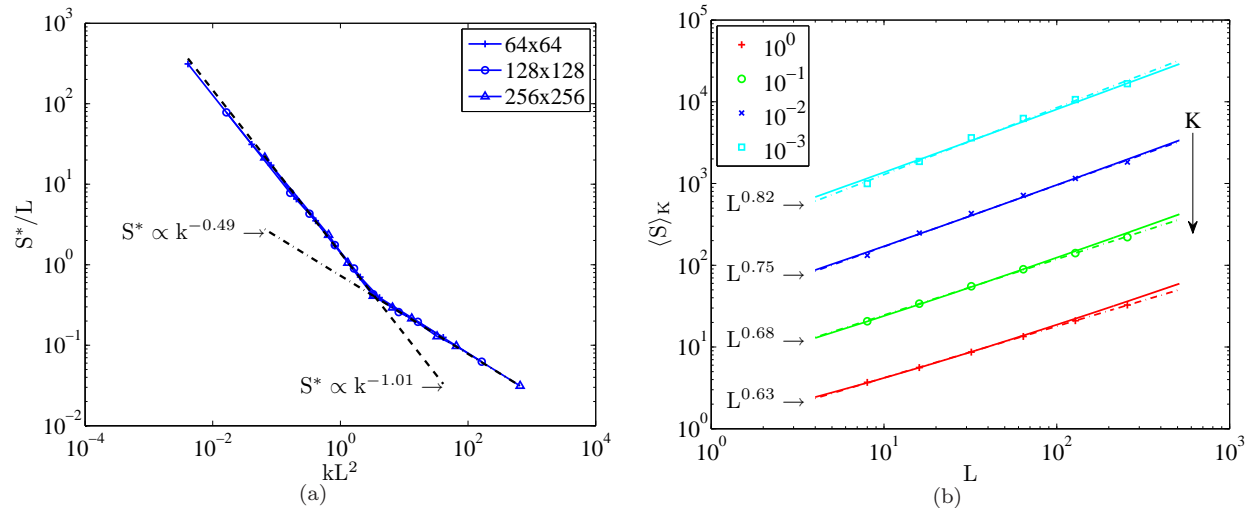 10^3
10^2
10^1
10^0
10^{-1}
10^{-2}
S*/L
64x64
128x128
256x256
S* ∝ k^{-0.49} →
S* ∝ k^{-1.01} →
10^{-4}
10^{-2}
10^0
10^2
10^4
kL^2
(a)
10^5
10^4
10^3
10^2
10^1
10^0
⟨S⟩_K
10^0
10^{-1}
10^{-2}
10^{-3}
K
L^{0.82} →
L^{0.75} →
L^{0.68} →
L^{0.63} →
10^0
10^1
10^2
10^3
L
(b)